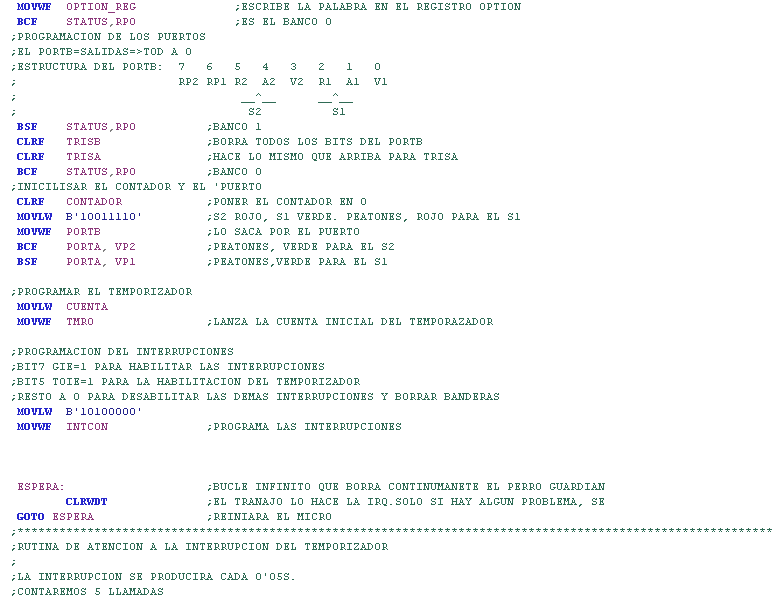 MOVWF OPTION_REG ;ESCRIBE LA PALABRA EN EL REGISTRO OPTION
BCF STATUS,RP0 ;ES EL BANCO 0
;PROGRAMACION DE LOS PUERTOS
;EL PORTB=SALIDAS=>TOD A 0
;ESTRUCTURA DEL PORTB: 7 6 5 4 3 2 1 0
; RP2 RP1 R2 A2 V2 R1 A1 V1
; __^__ __^__
; S2 S1
BSF STATUS,RP0 ;BANCO 1
CLRF TRISB ;BORRA TODOS LOS BITS DEL PORTB
CLRF TRISA ;HACE LO MISMO QUE ARRIBA PARA TRISA
BCF STATUS,RP0 ;BANCO 0
;INICILISAR EL CONTADOR Y EL 'PUERTO
CLRF CONTADOR ;PONER EL CONTADOR EN 0
MOVLW B'10011110' ;S2 ROJO, S1 VERDE. PEATONES, ROJO PARA EL S1
MOVWF PORTB ;LO SACA POR EL PUERTO
BCF PORTA, VP2 ;PEATONES, VERDE PARA EL S2
BSF PORTA, VP1 ;PEATONES,VERDE PARA EL S1
;PROGRAMAR EL TEMPORIZADOR
MOVLW CUENTA
MOVWF TMR0 ;LANZA LA CUENTA INICIAL DEL TEMPORAZADOR
;PROGRAMACION DEL INTERRUPCIONES
;BIT7 GIE=1 PARA HABILITAR LAS INTERRUPCIONES
;BIT5 TOIE=1 PARA LA HABILITACION DEL TEMPORIZADOR
;RESTO A 0 PARA DESABILITAR LAS DEMAS INTERRUPCIONES Y BORRAR BANDERAS
MOVLW B'10100000'
MOVWF INTCON ;PROGRAMA LAS INTERRUPCIONES
ESPERA: ;BUCLE INFINITO QUE BORRA CONTINUMANETE EL PERRO GUARDIAN
CLRWDT ;EL TRANAJO LO HACE LA IRQ.SOLO SI HAY ALGUN PROBLEMA, SE
GOTO ESPERA ;REINIARA EL MICRO
;*****************************************************************************************************
;RUTINA DE ATENCION A LA INTERRUPCION DEL TEMPORIZADOR
;
;LA INTERRUPCION SE PRODUCIRA CADA 0'05S.
;CONTAREMOS 5 LLAMADAS